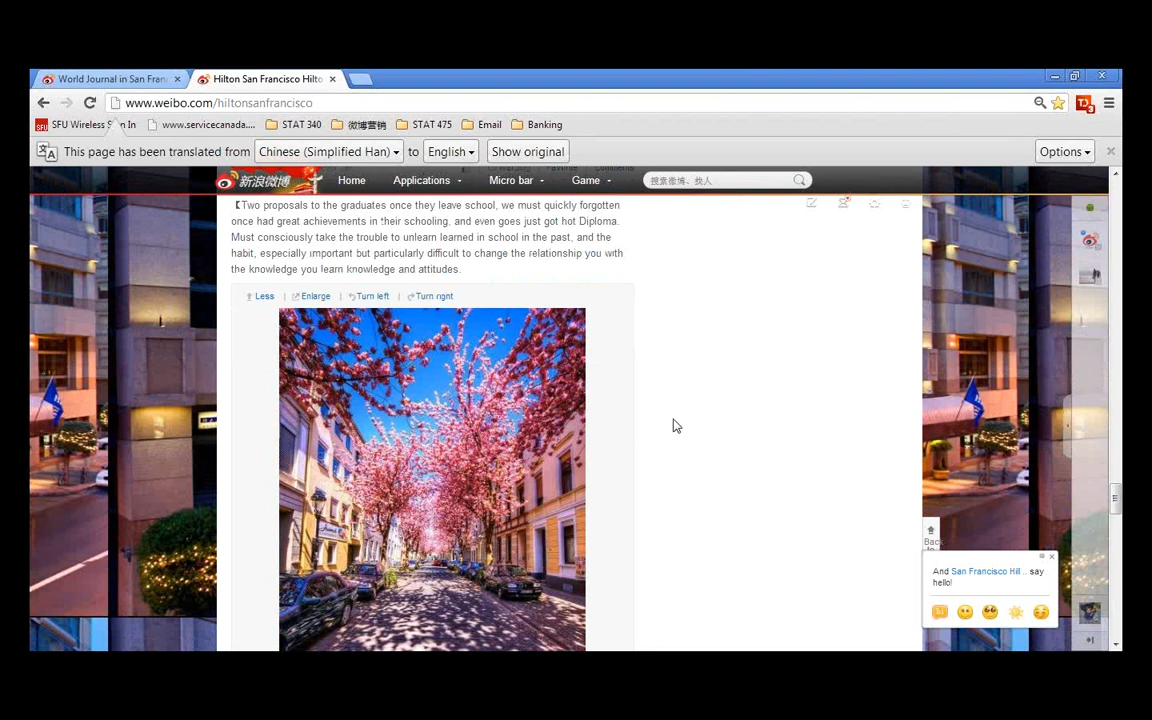 World Journal in San Fran
Hilton San Francisco Hilto
www.weibo.com/hiltonsanfrancisco
SFU Wireless Sign In
www.servicecanada....
STAT 340
微博营销
STAT 475
Email
Banking
This page has been translated from
Chinese (Simplified Han)
to
English
Show original
Options
新浪微博
Home
Applications
Micro bar
Game
搜索微博、找人
【Two proposals to the graduates once they leave school, we must quickly forgotten
once had great achievements in their schooling, and even goes just got hot Diploma.
Must consciously take the trouble to unlearn learned in school in the past, and the
habit, especially important but particularly difficult to change the relationship you with
the knowledge you learn knowledge and attitudes.
Less
Enlarge
Turn left
Turn right
Back
And San Francisco Hill .. say
hello!